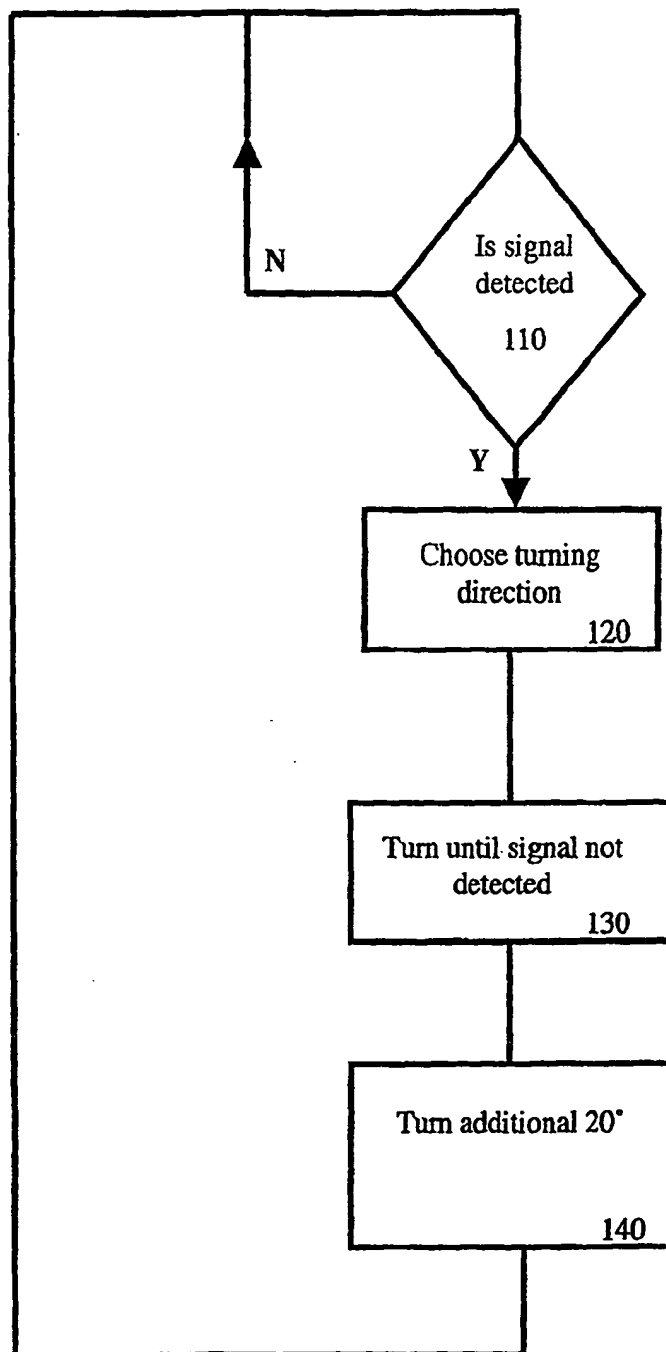 Is signal
detected
110
N
Y
Choose turning
direction
120
Turn until signal not
detected
130
Turn additional 20°
140